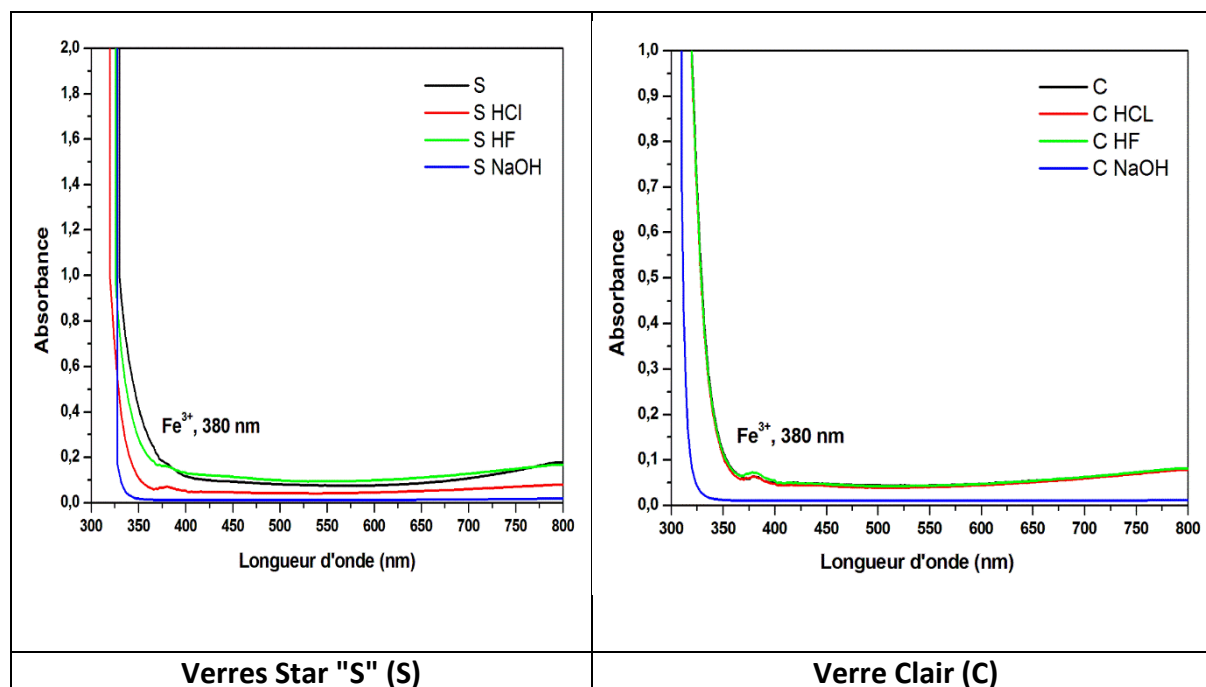 2,0
1,8
1,6
1,4
1,2
1,0
0,8
0,6
0,4
0,2
0,0
Absorbance
S
S HCl
S HF
S NaOH
Fe3+, 380 nm
300 350 400 450 500 550 600 650 700 750 800
Longueur d'onde (nm)
1,0
0,9
0,8
0,7
0,6
0,5
0,4
0,3
0,2
0,1
0,0
Absorbance
C
C HCL
C HF
C NaOH
Fe3+, 380 nm
300 350 400 450 500 550 600 650 700 750 800
Longueur d'onde (nm)
Verres Star "S" (S)
Verre Clair (C)